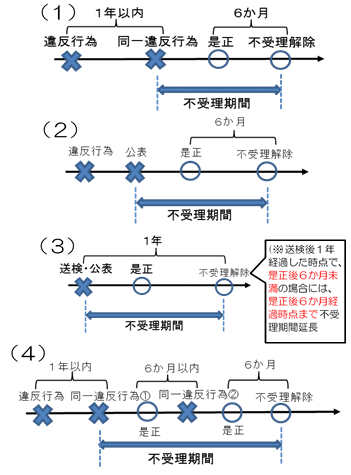 (1)
1年以内
6か月
違反行為 同一違反行為 是正 不受理解除
不受理期間
(2)
6か月
違反行為 公表 是正 不受理解除
不受理期間
(3)
1年
送検・公表 是正 不受理解除
不受理期間
(※送検後1年
経過した時点で、
是正後6か月未
満の場合には、
是正後6か月経
過時点まで不受
理期間延長
(4)
1年以内 6か月以内 6か月
違反行為 同一違反行為① 同一違反行為② 不受理解除
是正 是正
不受理期間